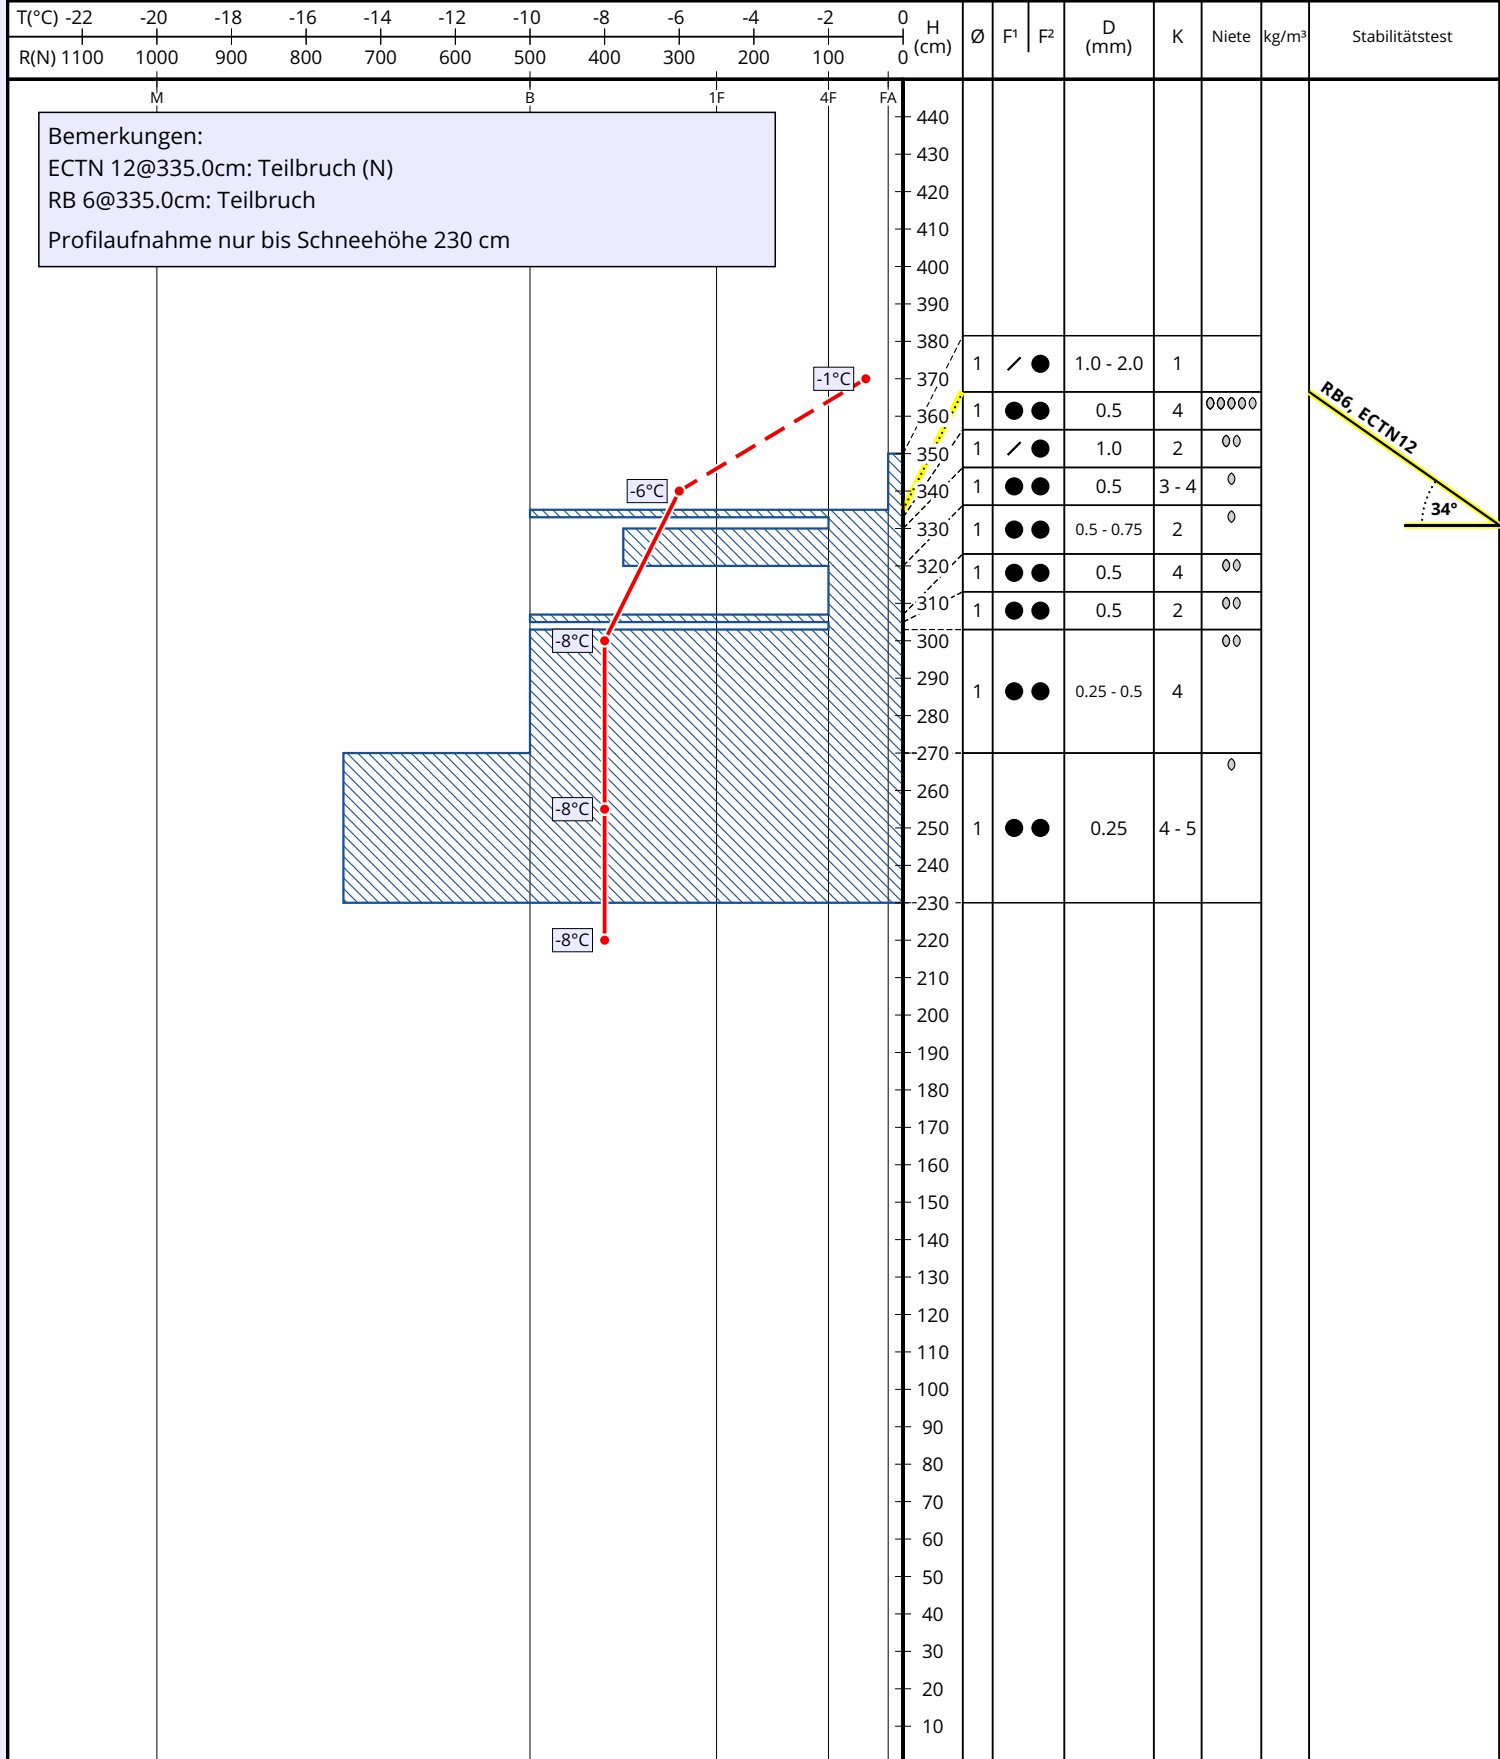 T(°C) -22 -20 -18 -16 -14 -12 -10 -8 -6 -4 -2 0
R(N) 1100 1000 900 800 700 600 500 400 300 200 100 0
H (cm) Ø F¹ F² D (mm) K Niete kg/m³ Stabilitätstest
M B 1F 4F FA
Bemerkungen:
ECTN 12@335.0cm: Teilbruch (N)
RB 6@335.0cm: Teilbruch
Profilaufnahme nur bis Schneehöhe 230 cm
440
430
420
410
400
390
380
370
360
350
340
330
320
310
300
290
280
270
260
250
240
230
220
210
200
190
180
170
160
150
140
130
120
110
100
90
80
70
60
50
40
30
20
10
-1°C
-6°C
-8°C
-8°C
-8°C
1 1.0 - 2.0 1
1 0.5 4
1 1.0 2
1 0.5 3 - 4
1 0.5 - 0.75 2
1 0.5 4
1 0.5 2
1 0.25 - 0.5 4
1 0.25 4 - 5
RB6, ECTN12
34°